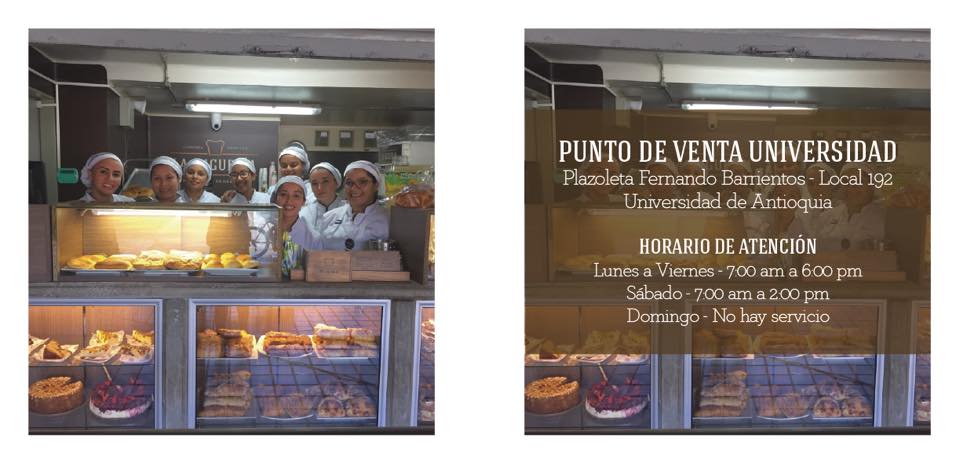 PUNTO DE VENTA UNIVERSIDAD
Plazoleta Fernando Barrientos - Local 192
Universidad de Antioquia
HORARIO DE ATENCIÓN
Lunes a Viernes - 7:00 am a 6:00 pm
Sábado - 7:00 am a 2:00 pm
Domingo - No hay servicio